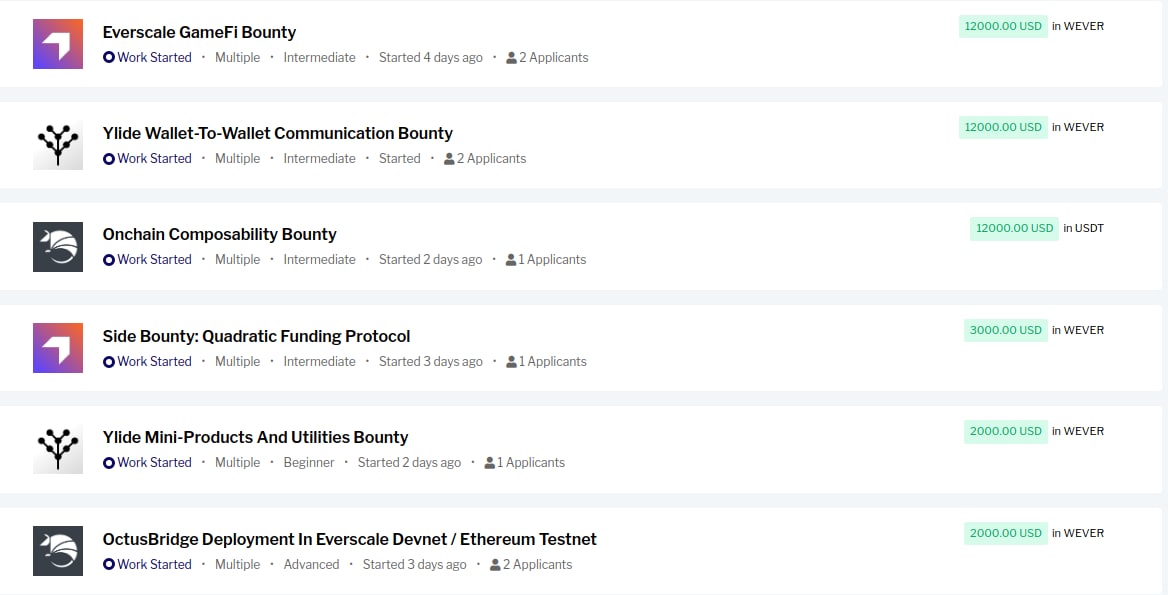 Everscale GameFi Bounty
12000.00 USD in WEVER
Work Started · Multiple · Intermediate · Started 4 days ago · 2 Applicants
Ylide Wallet-To-Wallet Communication Bounty
12000.00 USD in WEVER
Work Started · Multiple · Intermediate · Started · 2 Applicants
Onchain Composability Bounty
12000.00 USD in USDT
Work Started · Multiple · Intermediate · Started 2 days ago · 1 Applicants
Side Bounty: Quadratic Funding Protocol
3000.00 USD in WEVER
Work Started · Multiple · Intermediate · Started 3 days ago · 1 Applicants
Ylide Mini-Products And Utilities Bounty
2000.00 USD in WEVER
Work Started · Multiple · Beginner · Started 2 days ago · 1 Applicants
OctusBridge Deployment In Everscale Devnet / Ethereum Testnet
2000.00 USD in WEVER
Work Started · Multiple · Advanced · Started 3 days ago · 2 Applicants